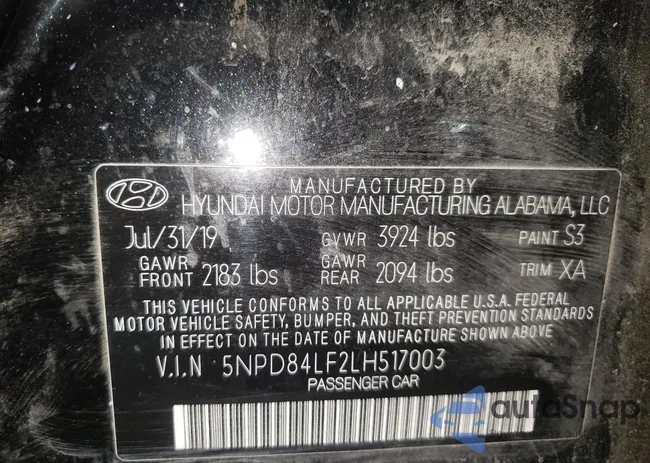 MANUFACTURED BY
HYUNDAI MOTOR MANUFACTURING ALABAMA, LLC
Jul/31/19 GVWR 3924 lbs PAINT S3
GAWR FRONT 2183 lbs GAWR REAR 2094 lbs TRIM XA
THIS VEHICLE CONFORMS TO ALL APPLICABLE U.S.A. FEDERAL
MOTOR VEHICLE SAFETY, BUMPER, AND THEFT PREVENTION STANDARDS
IN EFFECT ON THE DATE OF MANUFACTURE SHOWN ABOVE
V.I.N 5NPD84LF2LH517003
PASSENGER CAR
autoSnap